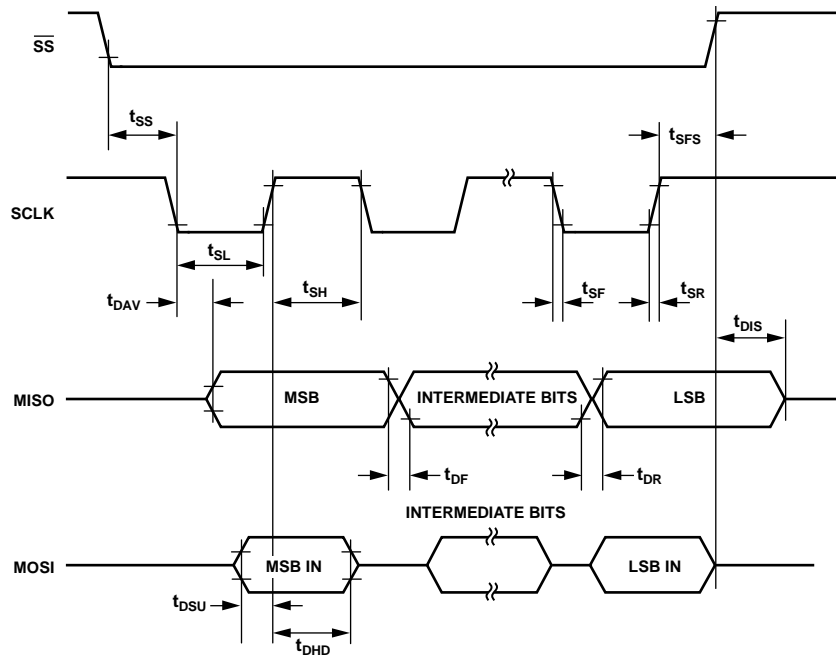 SS
tSS
tSFS
SCLK
tSL
tSH
tSF
tSR
tDAV
tDIS
MISO
MSB
INTERMEDIATE BITS
LSB
tDF
tDR
INTERMEDIATE BITS
MOSI
MSB IN
LSB IN
tDSU
tDHD